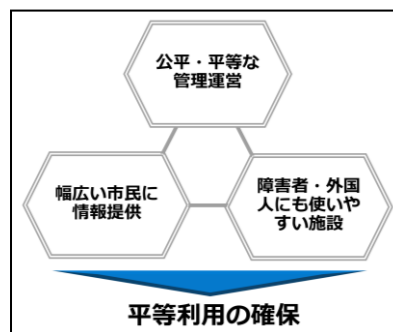 公平・平等な
管理運営
幅広い市民に
情報提供
障害者・外国
人にも使いや
すい施設
平等利用の確保